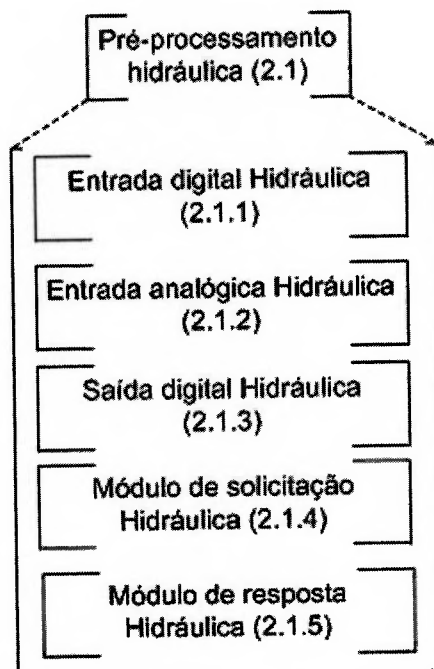 Pré-processamento
hidráulica (2.1)
Entrada digital Hidráulica
(2.1.1)
Entrada analógica Hidráulica
(2.1.2)
Saída digital Hidráulica
(2.1.3)
Módulo de solicitação
Hidráulica (2.1.4)
Módulo de resposta
Hidráulica (2.1.5)